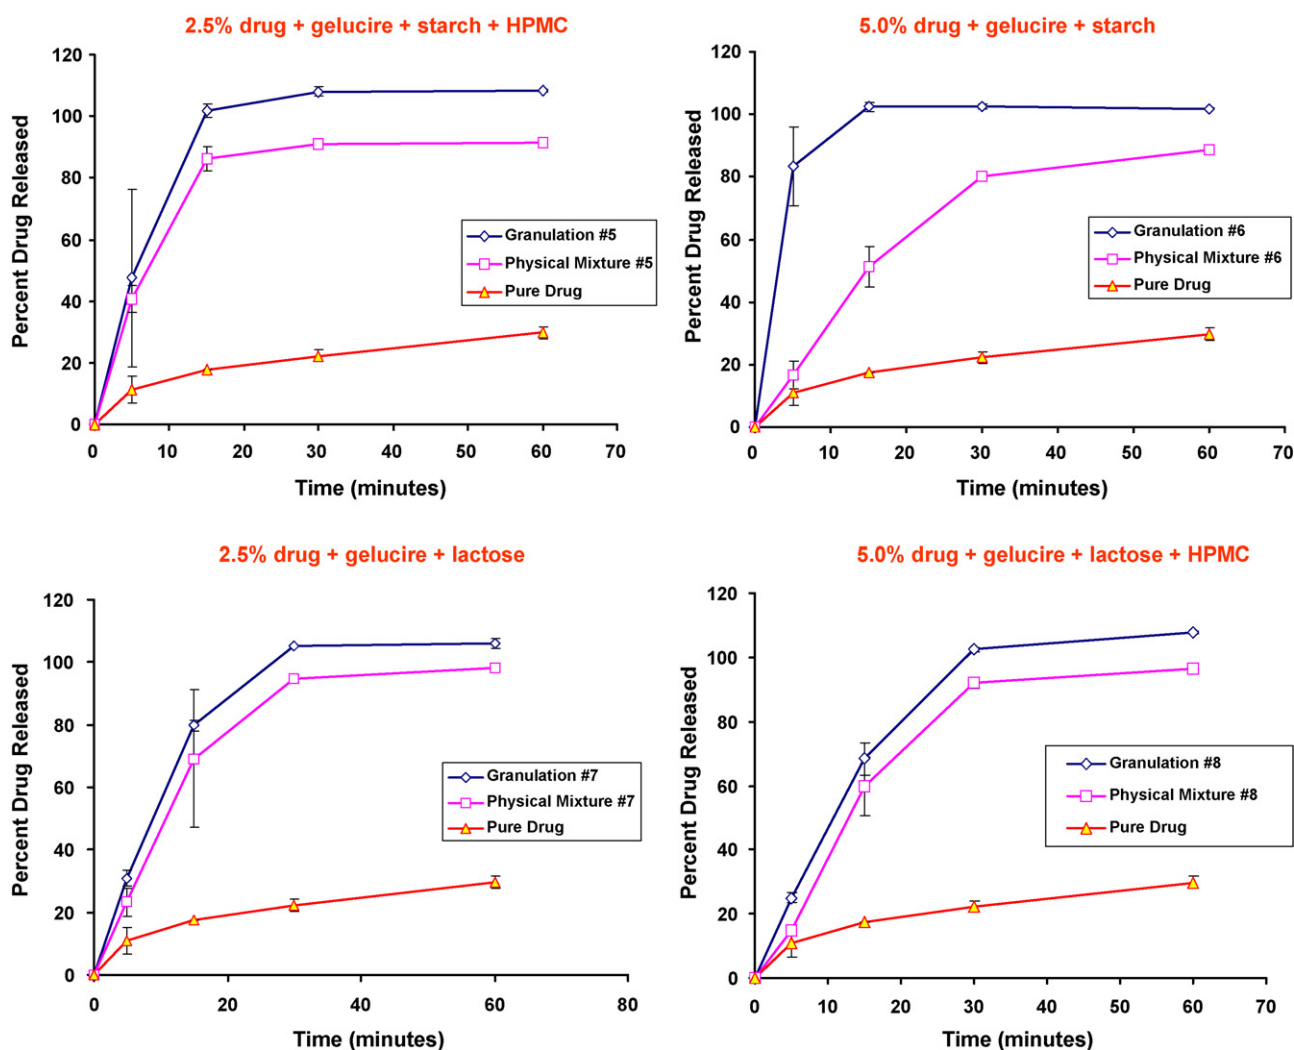 2.5% drug + gelucire + starch + HPMC
120
100
80
60
40
20
0
0 10 20 30 40 50 60 70
Percent Drug Released
Time (minutes)
Granulation #5
Physical Mixture #5
Pure Drug
5.0% drug + gelucire + starch
120
100
80
60
40
20
0
0 10 20 30 40 50 60 70
Percent Drug Released
Time (minutes)
Granulation #6
Physical Mixture #6
Pure Drug
2.5% drug + gelucire + lactose
120
100
80
60
40
20
0
0 20 40 60 80
Percent Drug Released
Time (minutes)
Granulation #7
Physical Mixture #7
Pure Drug
5.0% drug + gelucire + lactose + HPMC
120
100
80
60
40
20
0
0 10 20 30 40 50 60 70
Percent Drug Released
Time (minutes)
Granulation #8
Physical Mixture #8
Pure Drug